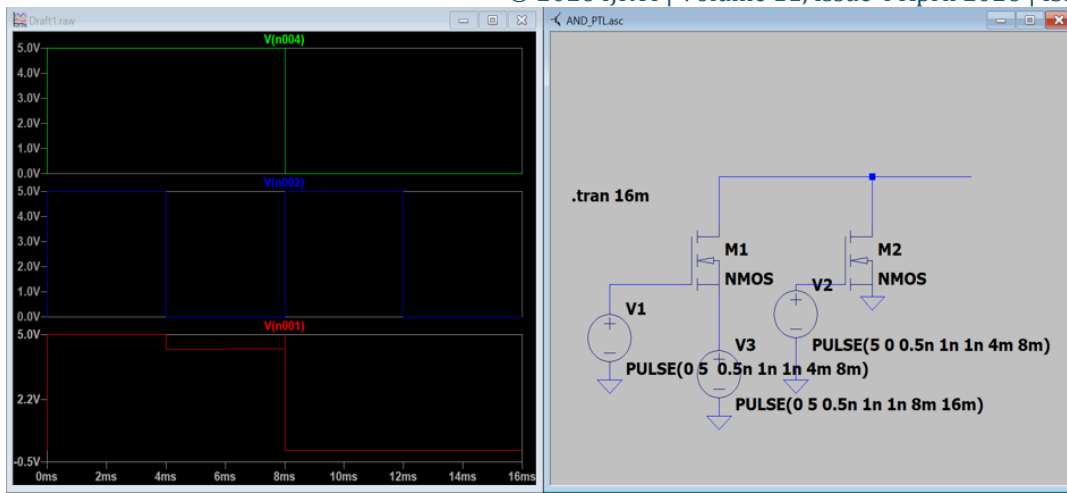 Draft1.raw
V(n004)
5.0V
4.0V
3.0V
2.0V
1.0V
0.0V
V(n002)
5.0V
4.0V
3.0V
2.0V
1.0V
0.0V
V(n001)
5.0V
2.2V
-0.5V
0ms 2ms 4ms 6ms 8ms 10ms 12ms 14ms 16ms
AND_PTL.asc
.tran 16m
M1
NMOS
M2
NMOS
V1
PULSE(0 5 0.5n 1n 1n 4m 8m)
V2
PULSE(5 0 0.5n 1n 1n 4m 8m)
V3
PULSE(0 5 0.5n 1n 1n 8m 16m)